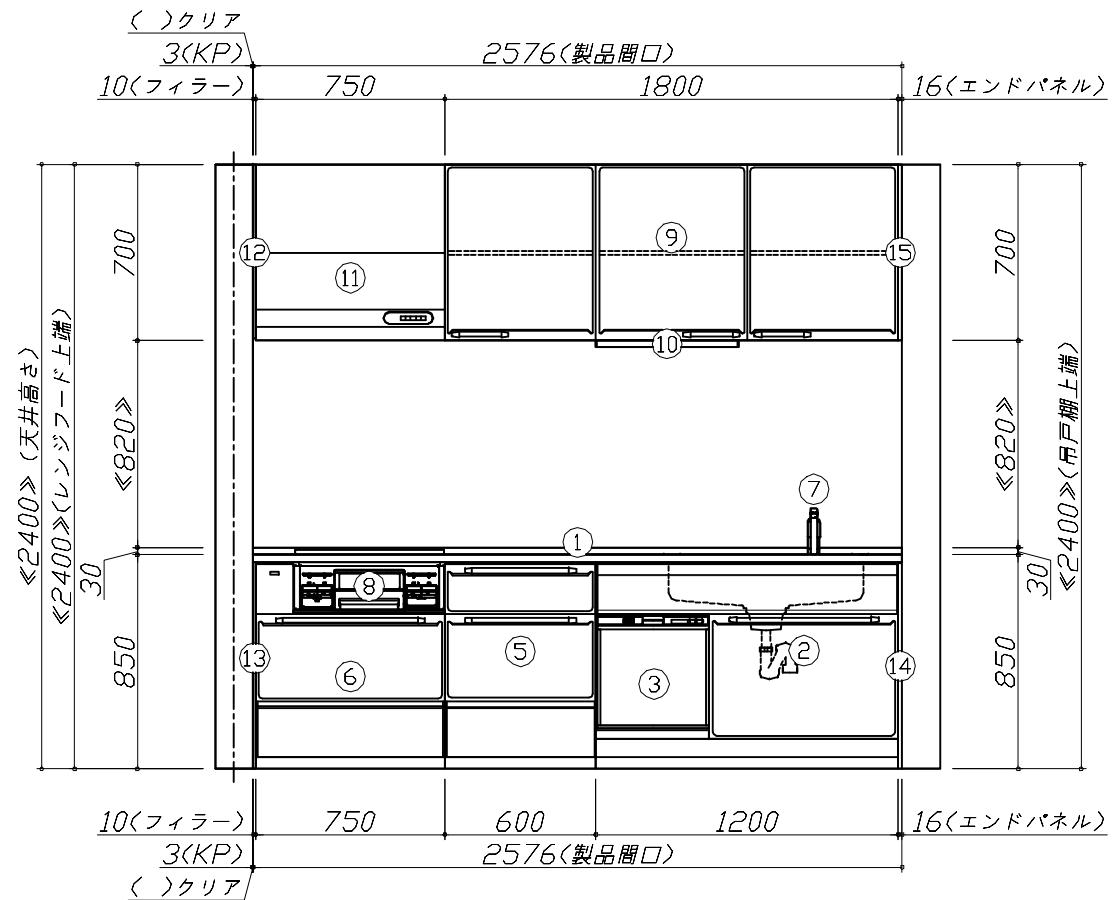 ( )クリア
3(KP)
2576(製品間口)
10(フィラー)
750
1800
16(エンドパネル)
700
≪820≫
30
850
≪2400≫(天井高さ)
≪2400≫(レンジフード上端)
12
11
9
15
10
7
1
8
13
6
5
3
2
14
700
≪820≫
30
850
≪2400≫(吊戸棚上端)
10(フィラー)
750
600
1200
16(エンドパネル)
3(KP)
2576(製品間口)
( )クリア